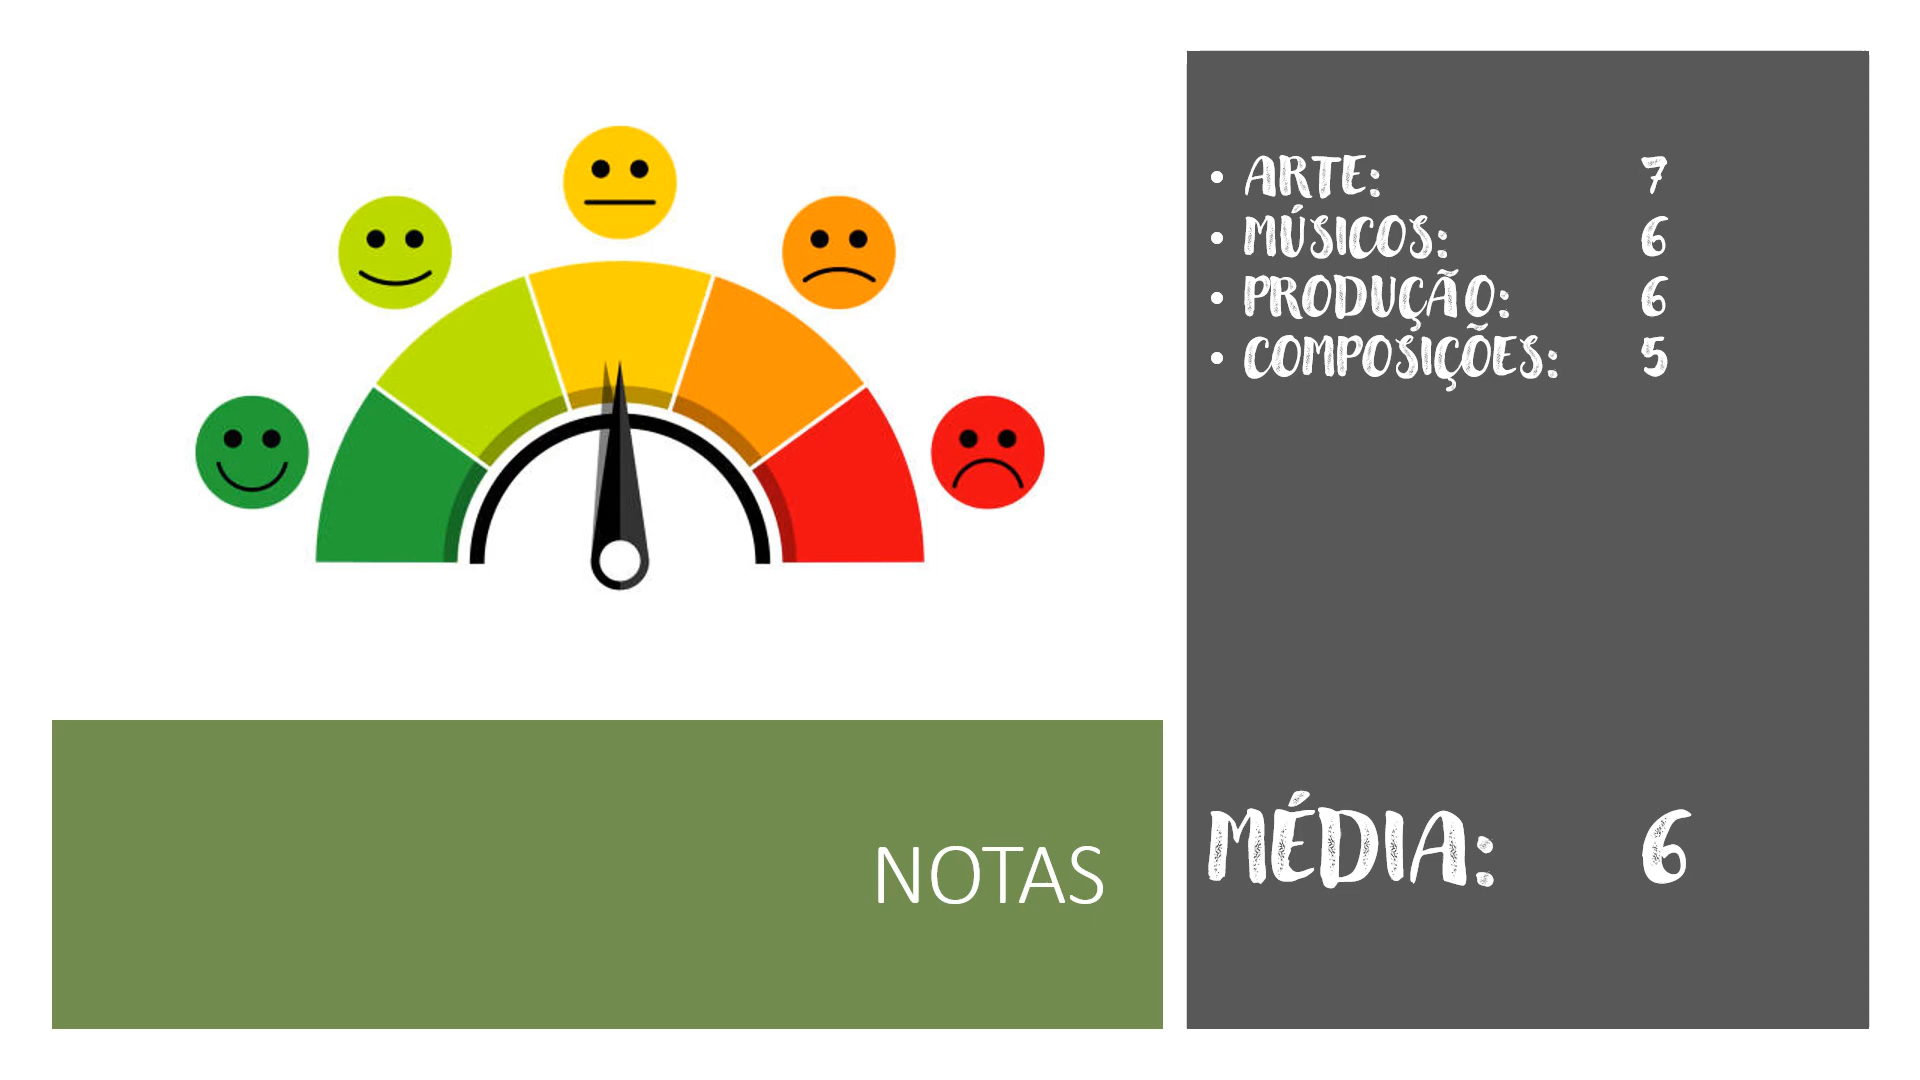 • ARTE: 7
• MÚSICOS: 6
• PRODUÇÃO: 6
• COMPOSIÇÕES: 5
MÉDIA: 6
NOTAS